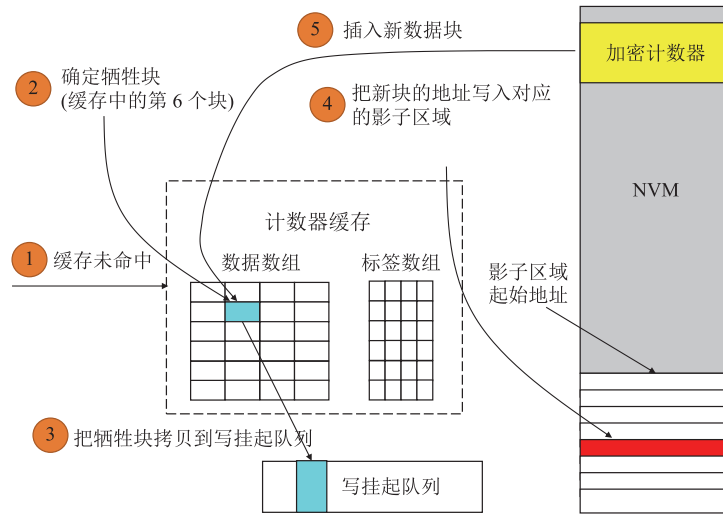 5
插入新数据块
加密计数器
2
确定牺牲块
(缓存中的第 6 个块)
4
把新块的地址写入对应
的影子区域
NVM
计数器缓存
1
缓存未命中
数据数组
标签数组
影子区域
起始地址
3
把牺牲块拷贝到写挂起队列
写挂起队列